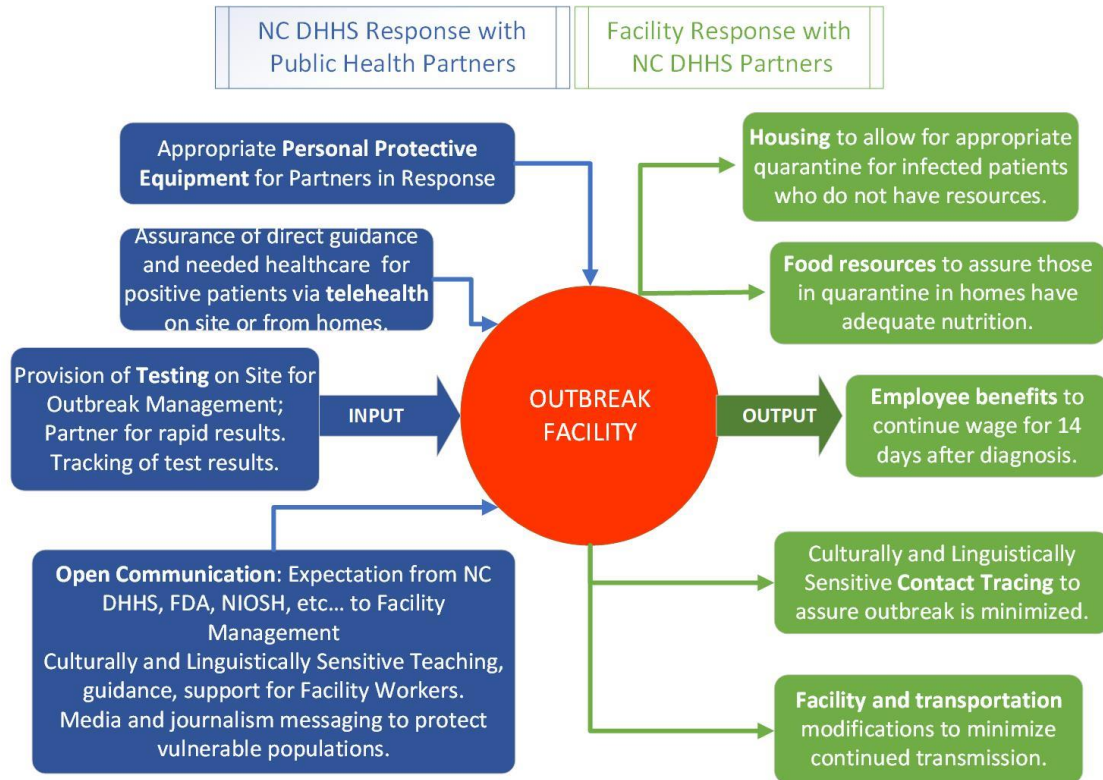 NC DHHS Response with
Public Health Partners
Facility Response with
NC DHHS Partners
Appropriate Personal Protective
Equipment for Partners in Response
Assurance of direct guidance
and needed healthcare for
positive patients via telehealth
on site or from homes.
Provision of Testing on Site for
Outbreak Management;
Partner for rapid results.
Tracking of test results.
INPUT
Open Communication: Expectation from NC
DHHS, FDA, NIOSH, etc... to Facility
Management
Culturally and Linguistically Sensitive Teaching,
guidance, support for Facility Workers.
Media and journalism messaging to protect
vulnerable populations.
OUTBREAK
FACILITY
OUTPUT
Housing to allow for appropriate
quarantine for infected patients
who do not have resources.
Food resources to assure those
in quarantine in homes have
adequate nutrition.
Employee benefits to
continue wage for 14
days after diagnosis.
Culturally and Linguistically
Sensitive Contact Tracing to
assure outbreak is minimized.
Facility and transportation
modifications to minimize
continued transmission.